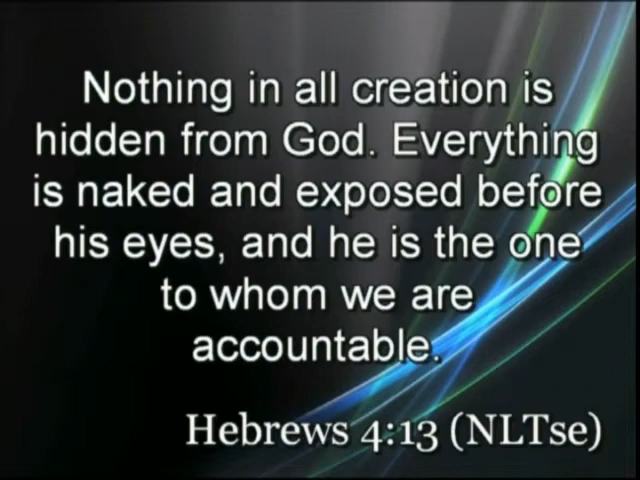 Nothing in all creation is
hidden from God. Everything
is naked and exposed before
his eyes, and he is the one
to whom we are
accountable.
Hebrews 4:13 (NLTse)